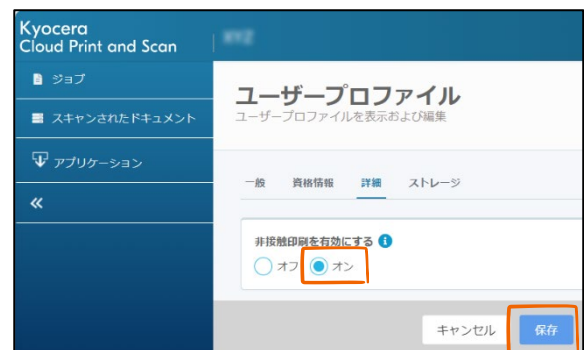 Kyocera
Cloud Print and Scan
ジョブ
スキャンされたドキュメント
アプリケーション
«
ユーザープロファイル
ユーザープロファイルを表示および編集
一般 資格情報 詳細 ストレージ
非接触印刷を有効にする
オフ オン
キャンセル 保存